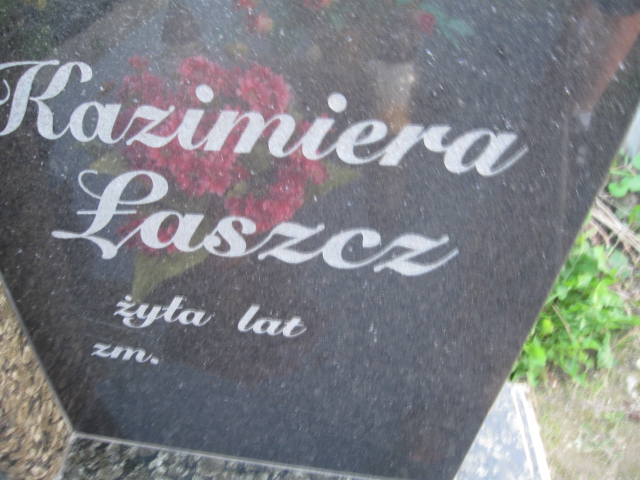 Kazimiera
Łaszcz
żyła lat
zm.